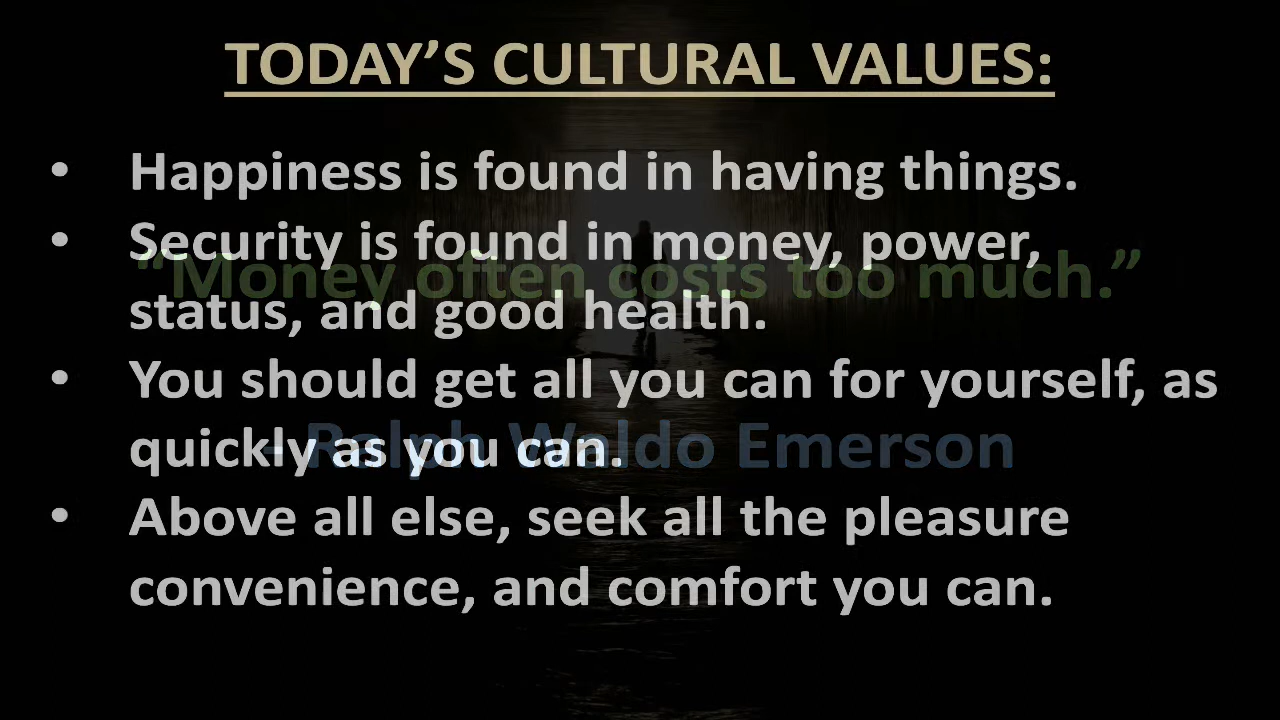 TODAY’S CULTURAL VALUES:
• Happiness is found in having things.
• Security is found in money, power,
“Money often costs too much.”
status, and good health.
• You should get all you can for yourself, as
quickly as you can.
– Ralph Waldo Emerson
• Above all else, seek all the pleasure
convenience, and comfort you can.